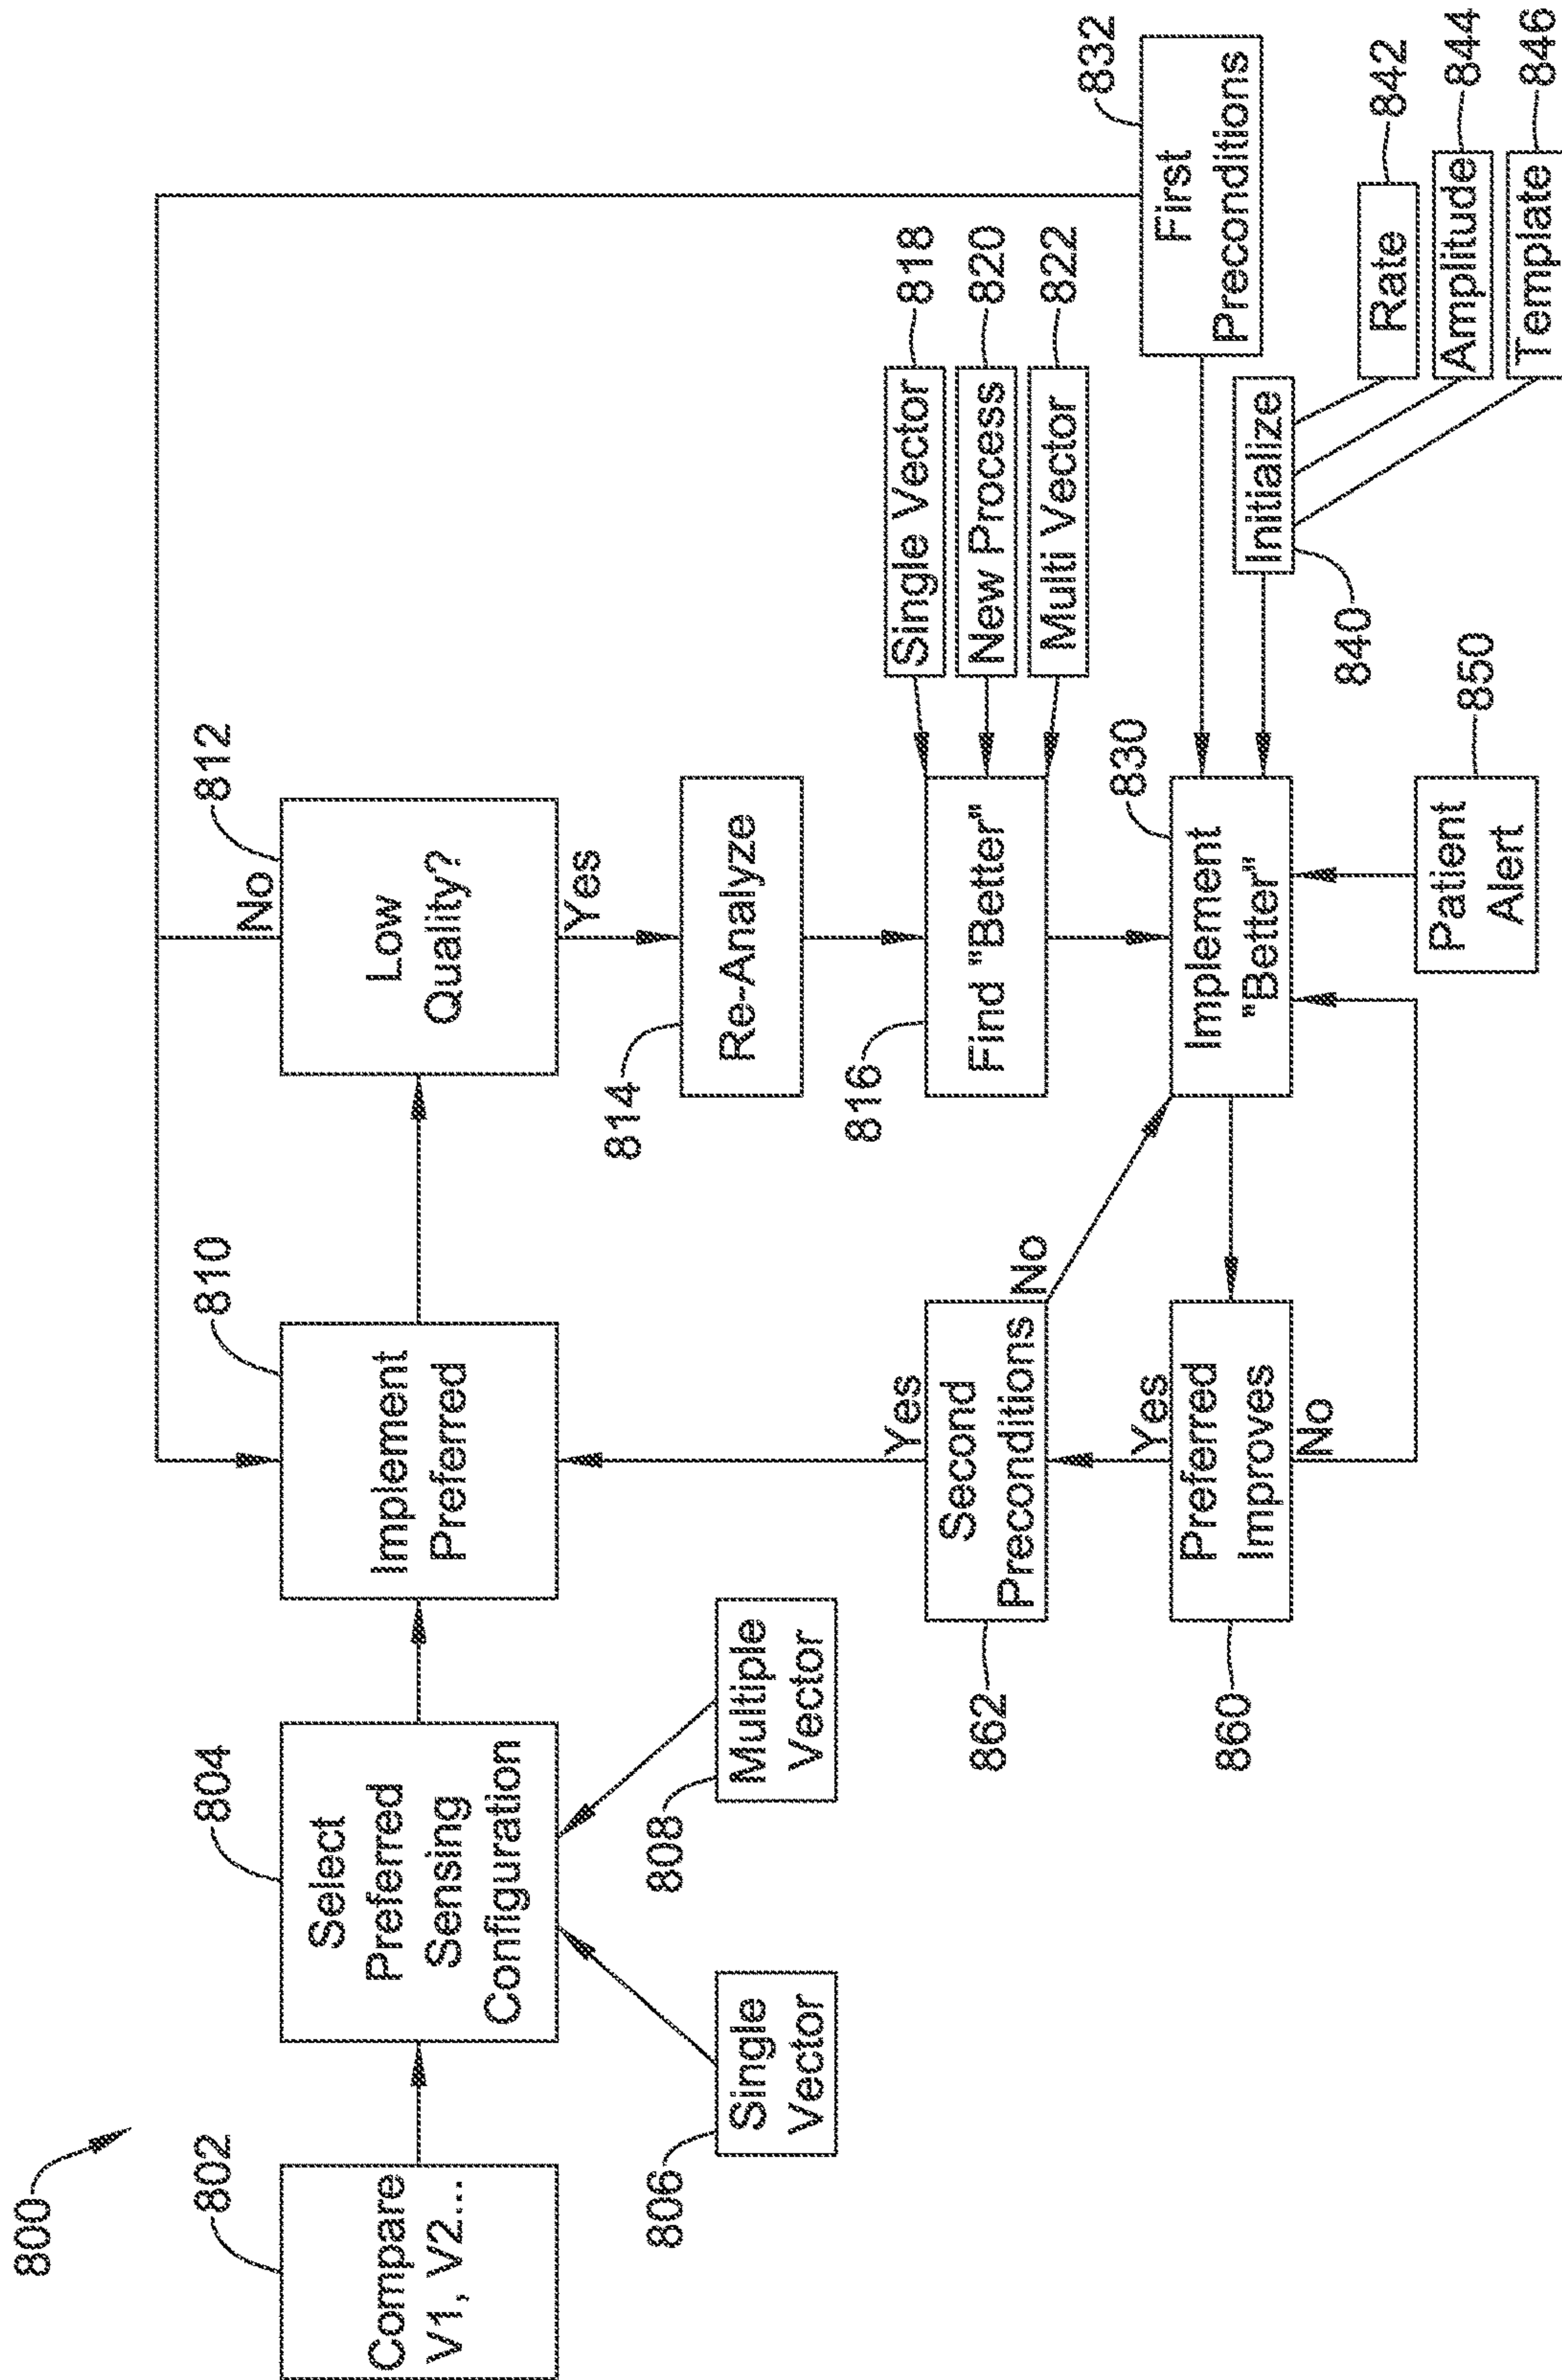 800
802
Compare
V1, V2...
804
Select
Preferred
Sensing
Configuration
806
Single
Vector
808
Multiple
Vector
810
Implement
Preferred
812
Low
Quality?
No
Yes
814
Re-Analyze
816
Find "Better"
Single Vector
818
New Process
820
Multi Vector
822
830
Implement
"Better"
First
Preconditions
832
Initialize
840
Rate
842
Amplitude
844
Template
846
Patient
Alert
850
860
Preferred
Improves
Yes
No
862
Second
Preconditions
Yes
No